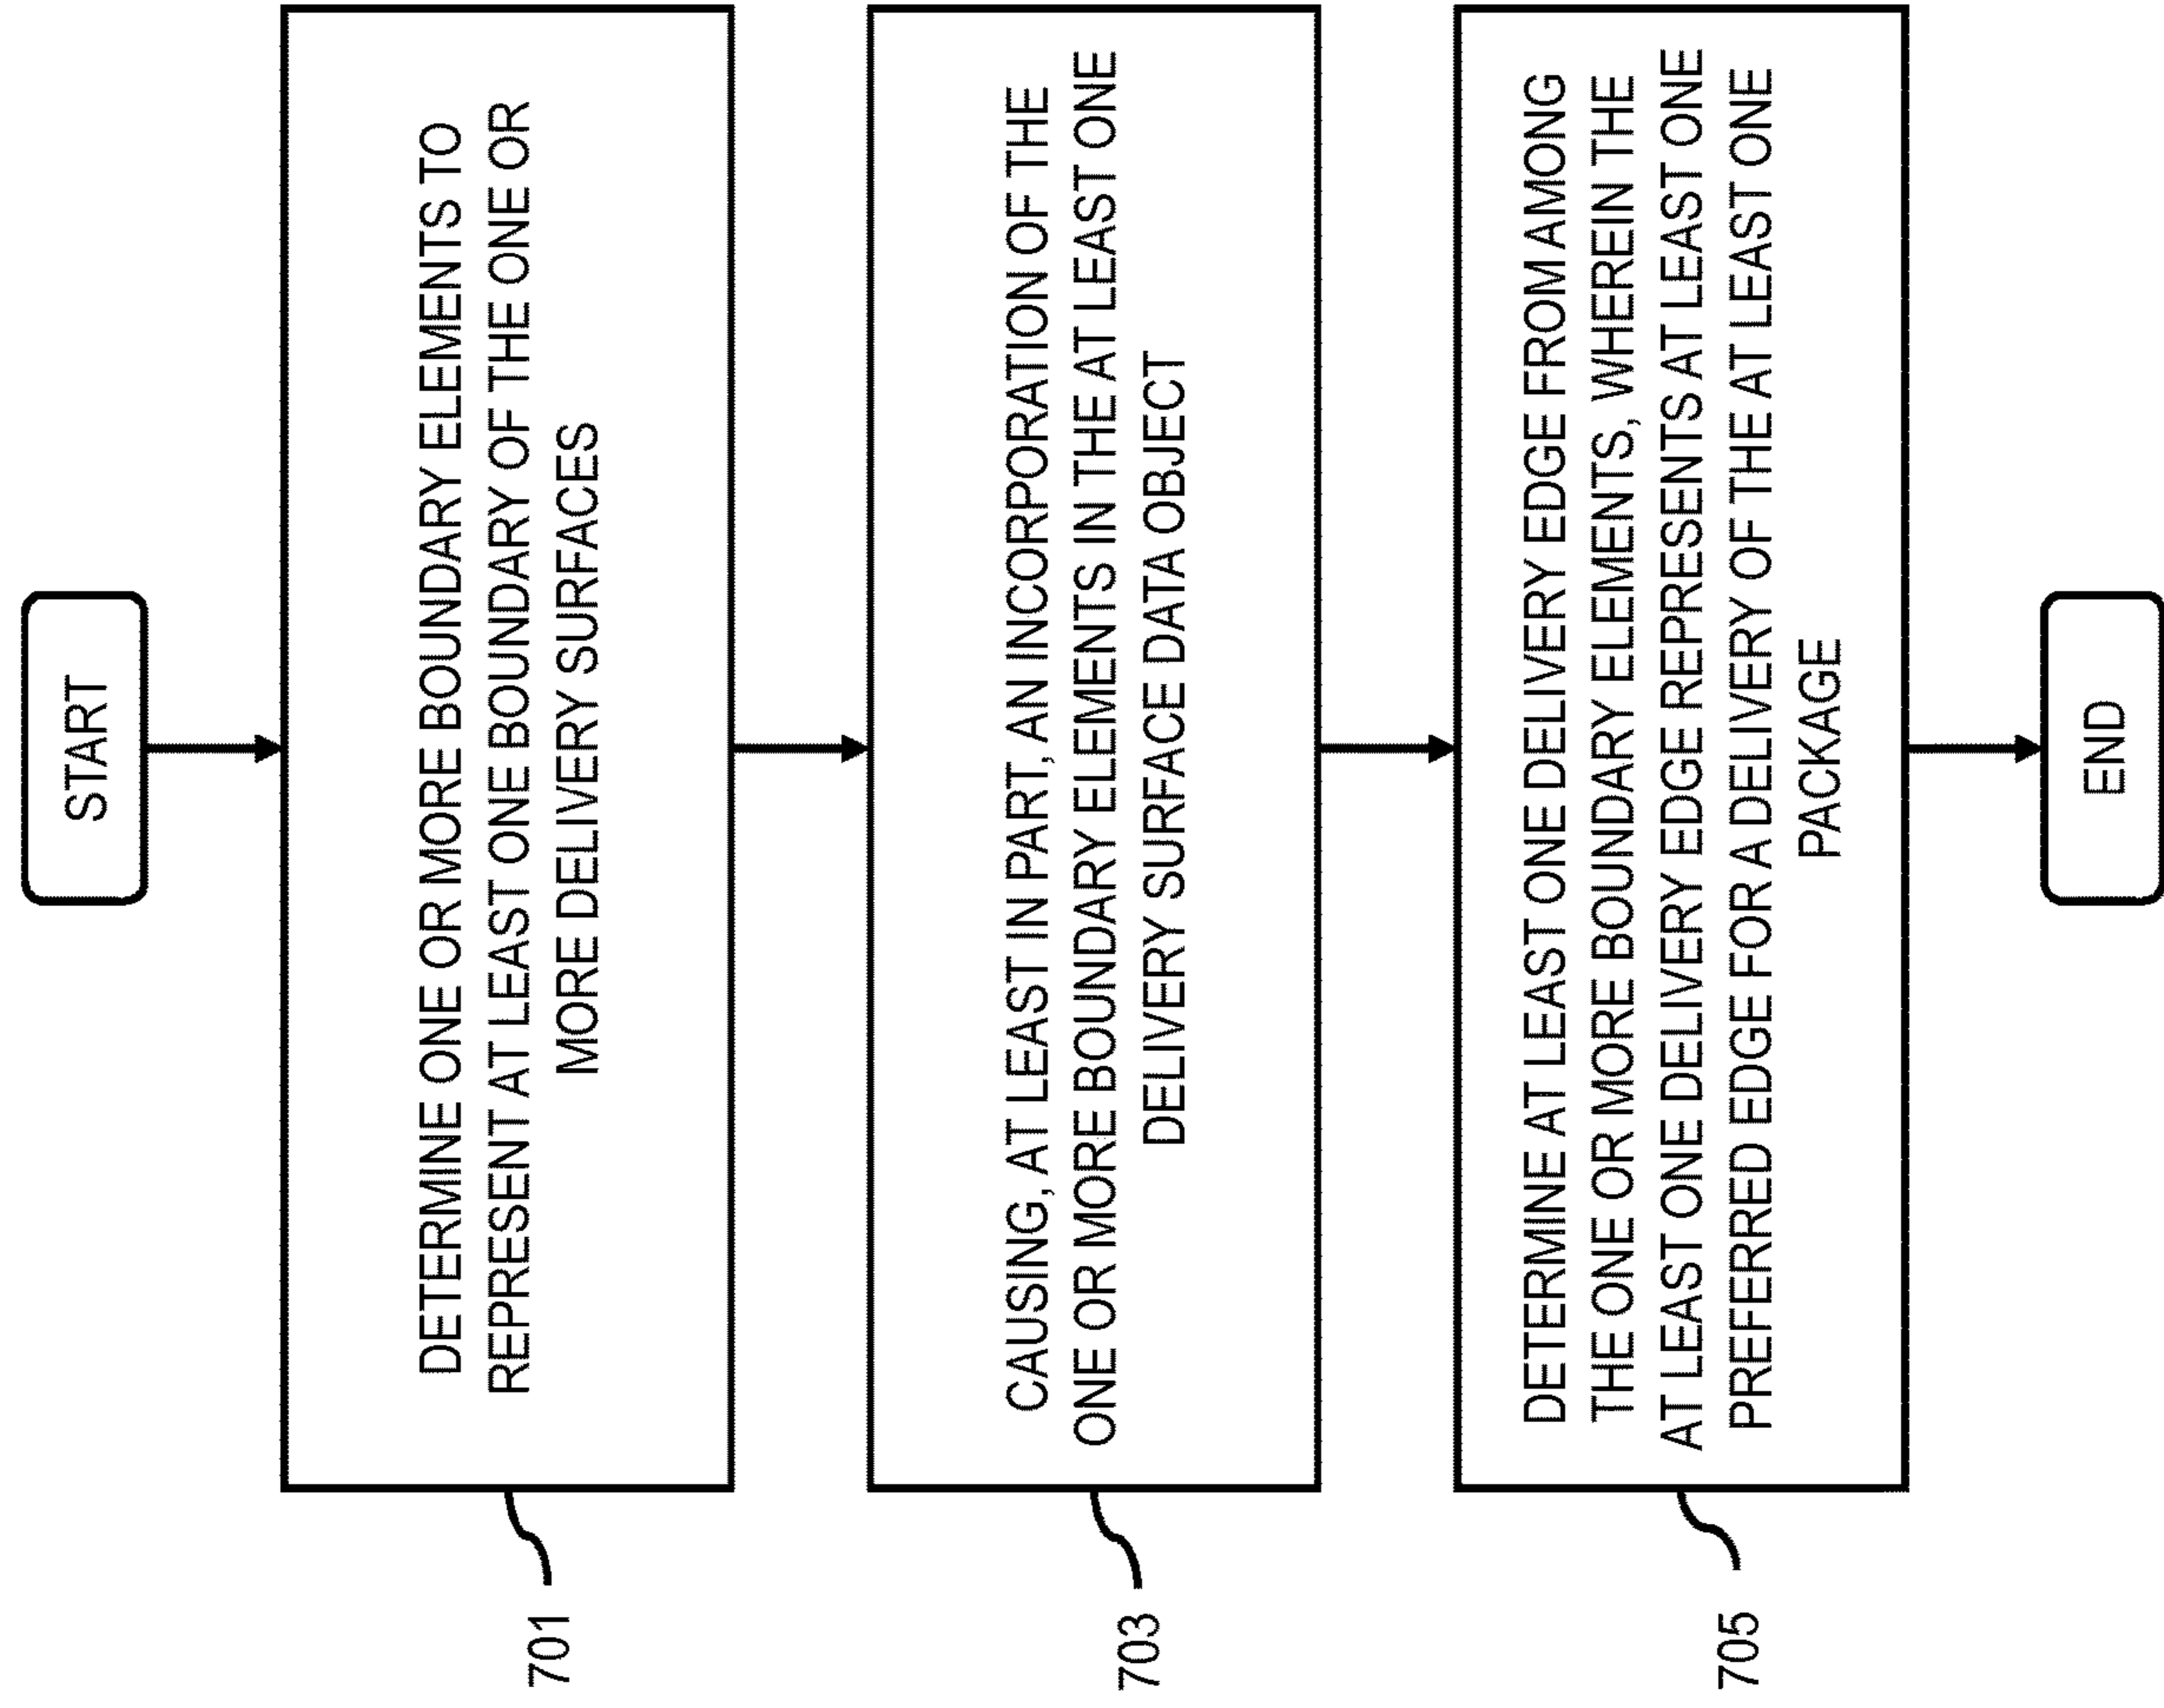 START
DETERMINE ONE OR MORE BOUNDARY ELEMENTS TO
REPRESENT AT LEAST ONE BOUNDARY OF THE ONE OR
MORE DELIVERY SURFACES
701
CAUSING, AT LEAST IN PART, AN INCORPORATION OF THE
ONE OR MORE BOUNDARY ELEMENTS IN THE AT LEAST ONE
DELIVERY SURFACE DATA OBJECT
703
DETERMINE AT LEAST ONE DELIVERY EDGE FROM AMONG
THE ONE OR MORE BOUNDARY ELEMENTS, WHEREIN THE
AT LEAST ONE DELIVERY EDGE REPRESENTS AT LEAST ONE
PREFERRED EDGE FOR A DELIVERY OF THE AT LEAST ONE
PACKAGE
705
END